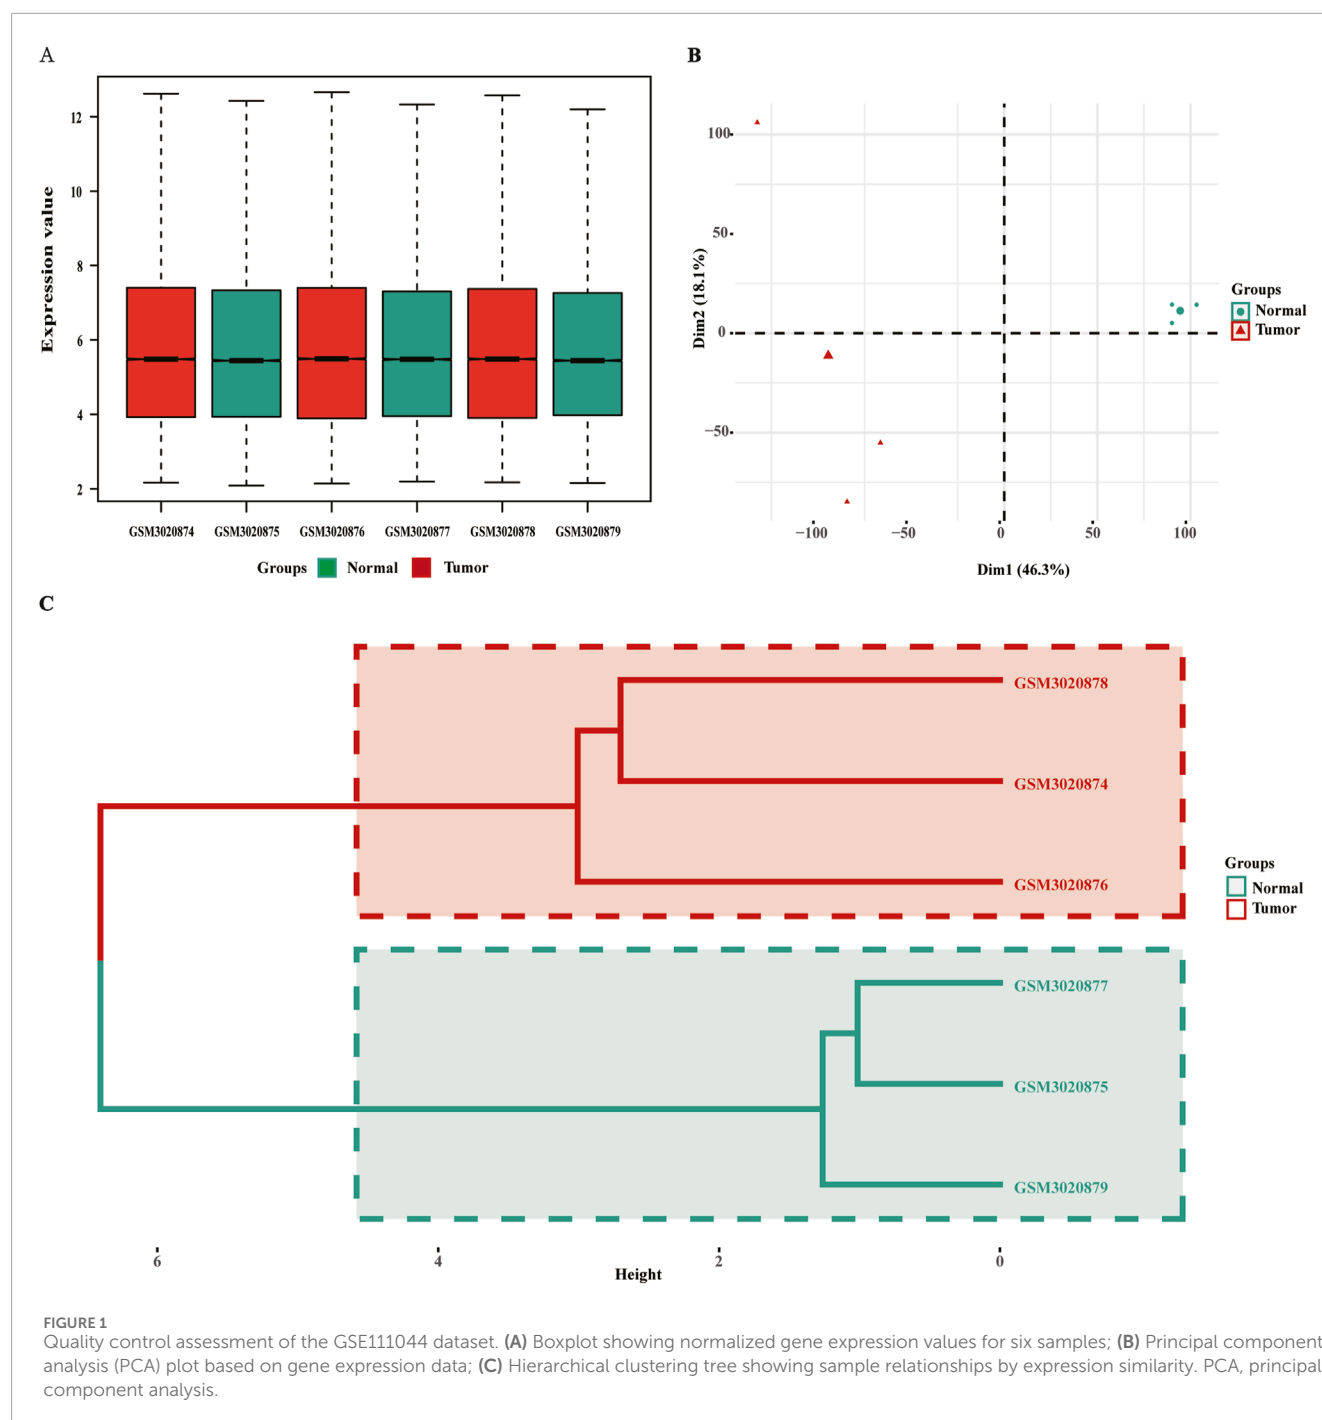 A
Expression value
12
10
8
6
4
2
GSM3020874 GSM3020875 GSM3020876 GSM3020877 GSM3020878 GSM3020879
Groups Normal Tumor
B
Dim2 (18.1%)
100
50
0
−50
−100 −50 0 50 100
Dim1 (46.3%)
Groups
Normal
Tumor
C
GSM3020878
GSM3020874
GSM3020876
GSM3020877
GSM3020875
GSM3020879
Groups
Normal
Tumor
6 4 2 0
Height
FIGURE 1
Quality control assessment of the GSE111044 dataset. (A) Boxplot showing normalized gene expression values for six samples; (B) Principal component
analysis (PCA) plot based on gene expression data; (C) Hierarchical clustering tree showing sample relationships by expression similarity. PCA, principal
component analysis.